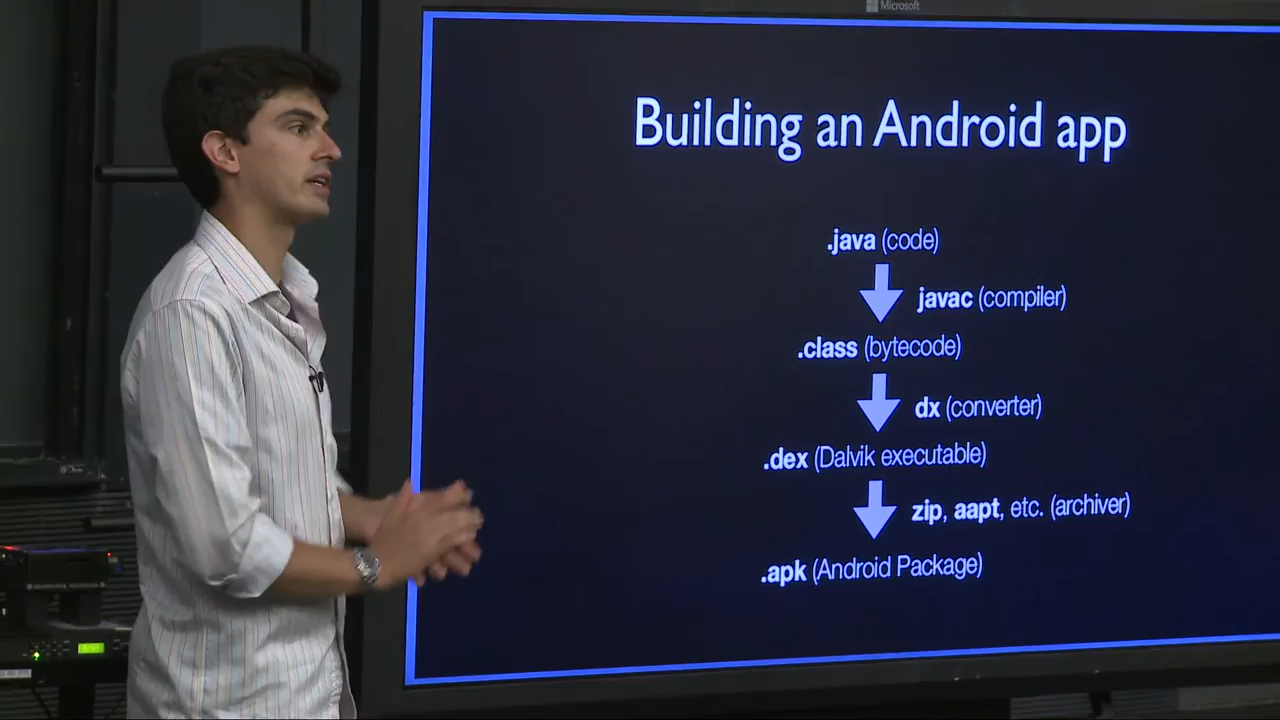 Microsoft
Building an Android app
.java (code)
javac (compiler)
.class (bytecode)
dx (converter)
.dex (Dalvik executable)
zip, aapt, etc. (archiver)
.apk (Android Package)